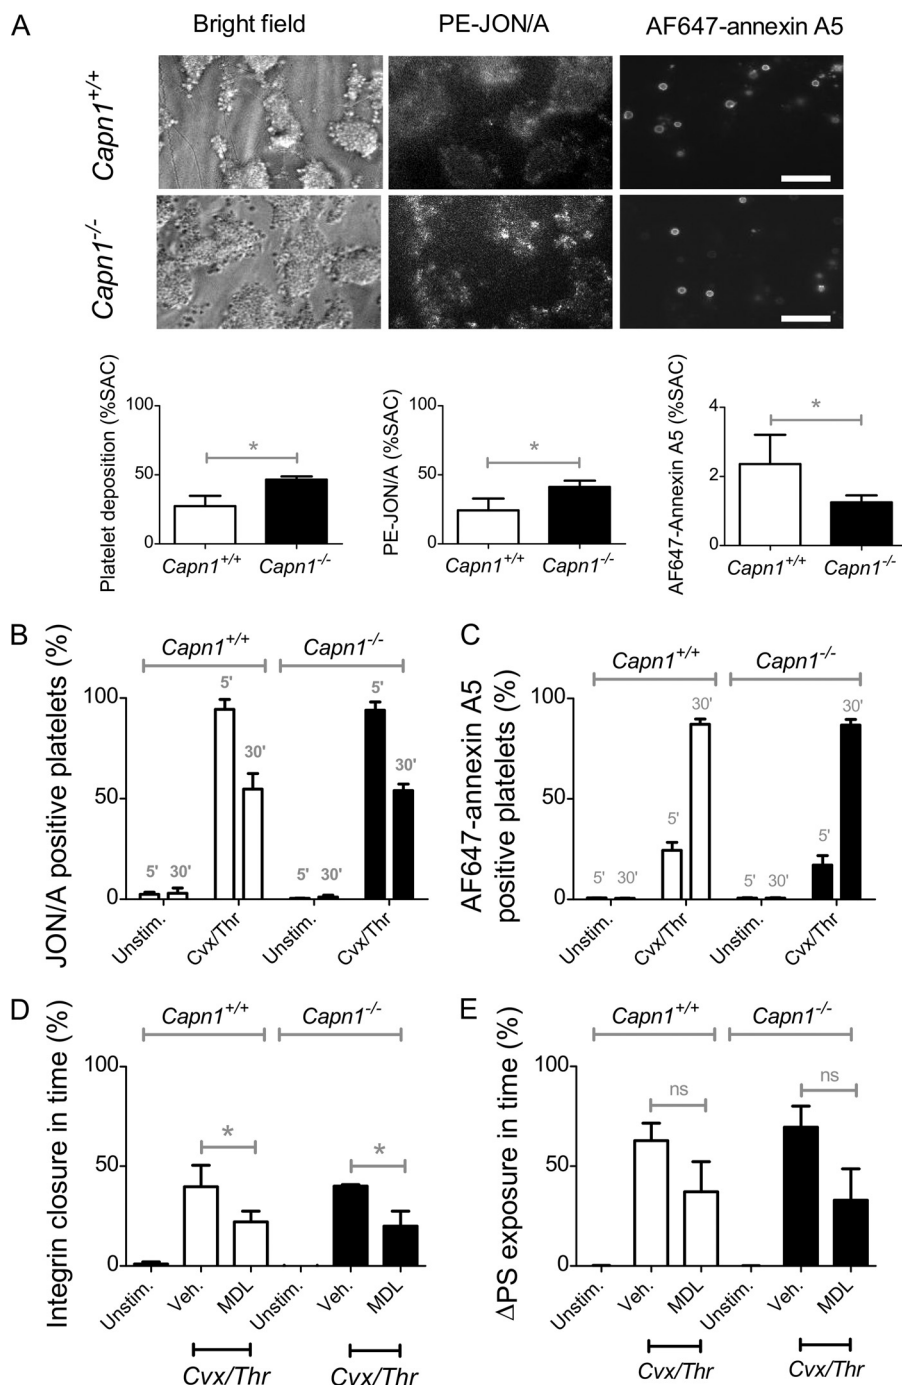 A
Bright field
PE-JON/A
AF647-annexin A5
Capn1+/+
Capn1-/-
Platelet deposition (%SAC)
100
50
0
*
Capn1+/+
Capn1-/-
PE-JON/A (%SAC)
100
50
0
*
Capn1+/+
Capn1-/-
AF647-Annexin A5 (%SAC)
4
2
0
*
Capn1+/+
Capn1-/-
B
JON/A positive platelets (%)
Capn1+/+
Capn1-/-
100
50
0
5'
30'
5'
30'
5'
30'
5'
30'
Unstim.
Cvx/Thr
Unstim.
Cvx/Thr
C
AF647-annexin A5
positive platelets (%)
Capn1+/+
Capn1-/-
100
50
0
5'
30'
5'
30'
5'
30'
5'
30'
Unstim.
Cvx/Thr
Unstim.
Cvx/Thr
D
Integrin closure in time (%)
Capn1+/+
Capn1-/-
100
50
0
*
*
Unstim.
Veh.
MDL
Unstim.
Veh.
MDL
Cvx/Thr
Cvx/Thr
E
ΔPS exposure in time (%)
Capn1+/+
Capn1-/-
100
50
0
ns
ns
Unstim.
Veh.
MDL
Unstim.
Veh.
MDL
Cvx/Thr
Cvx/Thr